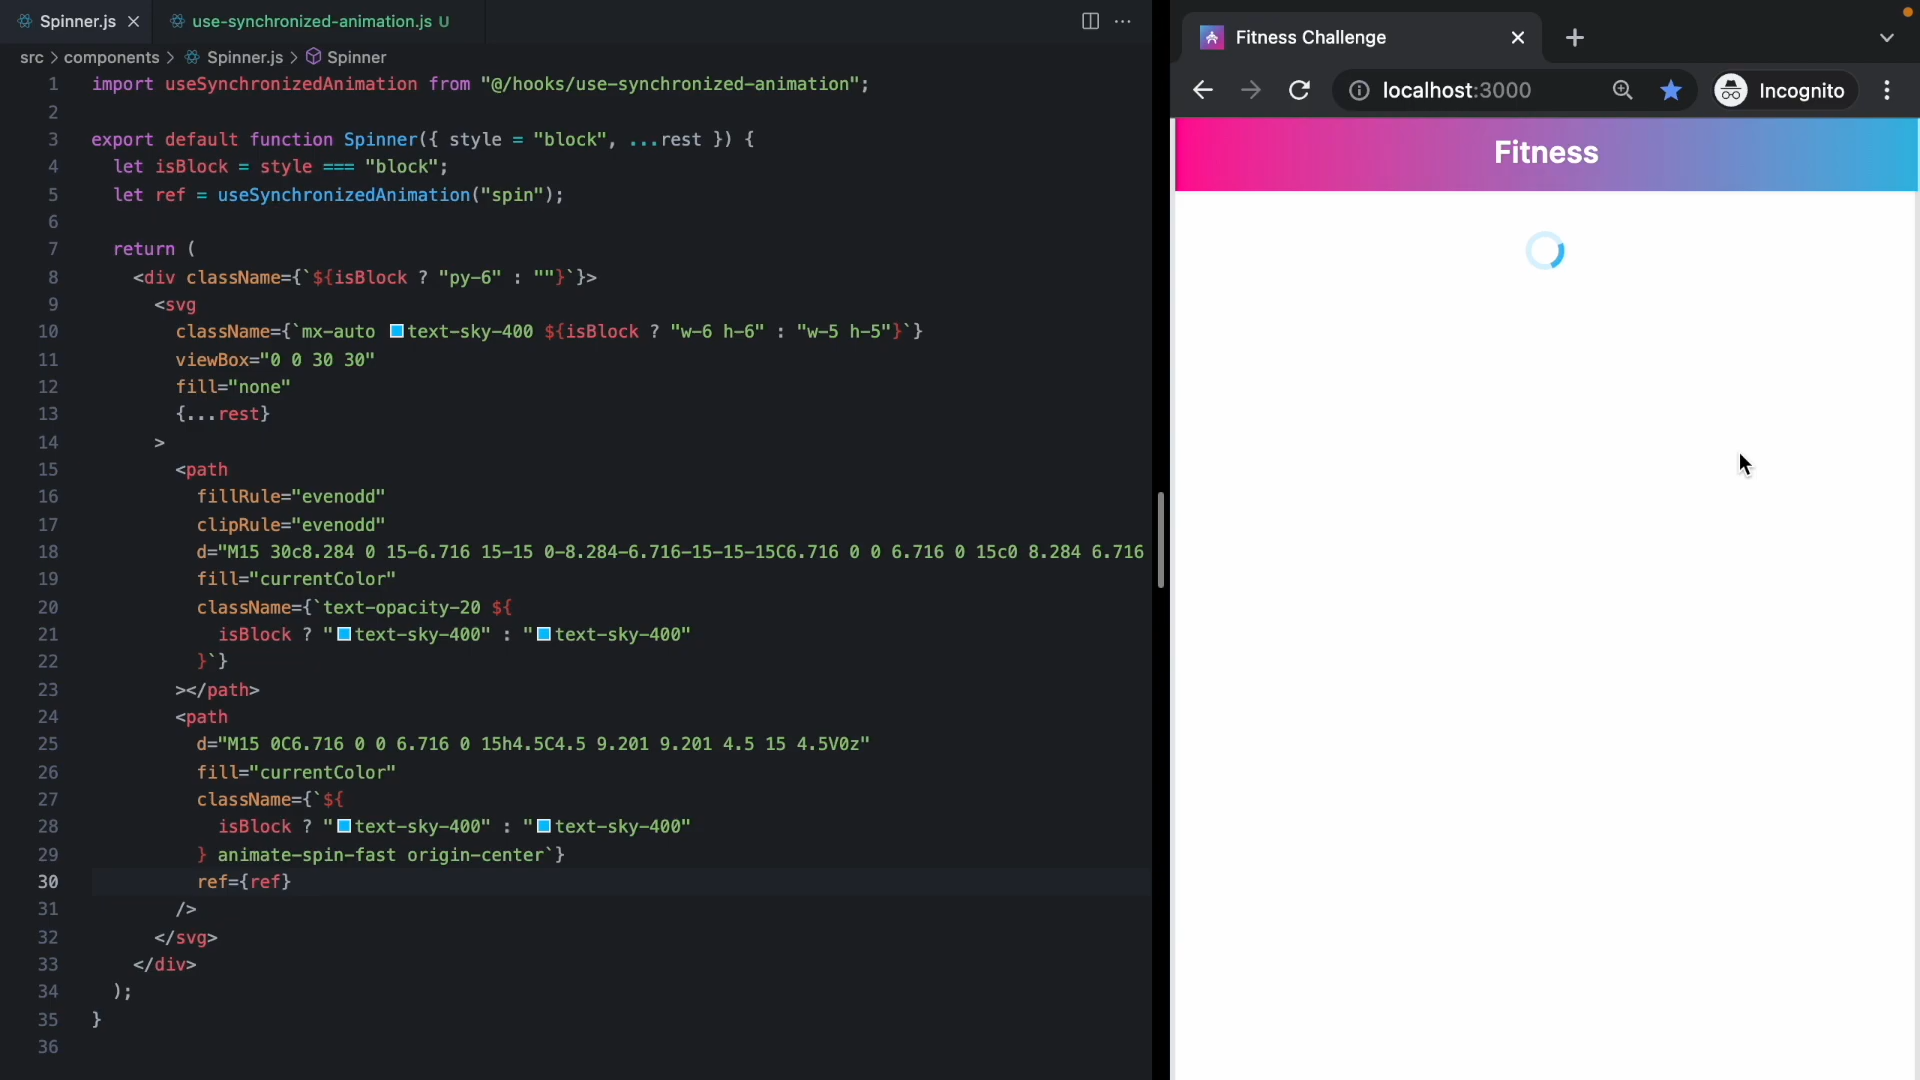 Spinner.js
use-synchronized-animation.js U
src > components > Spinner.js > Spinner
1 import useSynchronizedAnimation from "@/hooks/use-synchronized-animation";
2
3 export default function Spinner({ style = "block", ...rest }) {
4 let isBlock = style === "block";
5 let ref = useSynchronizedAnimation("spin");
6
7 return (
8 <div className={`${isBlock ? "py-6" : ""}`}>
9 <svg
10 className={`mx-auto text-sky-400 ${isBlock ? "w-6 h-6" : "w-5 h-5"}`}
11 viewBox="0 0 30 30"
12 fill="none"
13 {...rest}
14 >
15 <path
16 fillRule="evenodd"
17 clipRule="evenodd"
18 d="M15 30c8.284 0 15-6.716 15-15 0-8.284-6.716-15-15-15C6.716 0 0 6.716 0 15c0 8.284 6.716
19 fill="currentColor"
20 className={`text-opacity-20 ${
21 isBlock ? "text-sky-400" : "text-sky-400"
22 }`}
23 ></path>
24 <path
25 d="M15 0C6.716 0 0 6.716 0 15h4.5C4.5 9.201 9.201 4.5 15 4.5V0z"
26 fill="currentColor"
27 className={`${
28 isBlock ? "text-sky-400" : "text-sky-400"
29 } animate-spin-fast origin-center`}
30 ref={ref}
31 />
32 </svg>
33 </div>
34 );
35 }
36
Fitness Challenge
localhost:3000
Incognito
Fitness